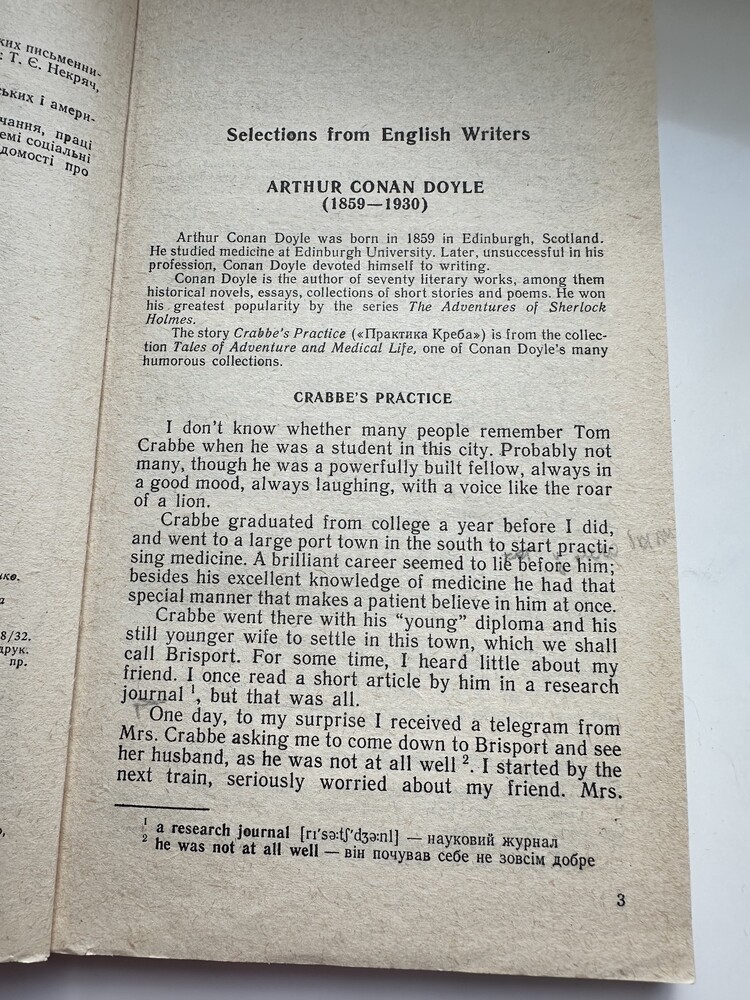 ких письменни-
: Т. Є. Некряч,
ських і амери-
чання, праці
емі соціальні
домості про
8/32.
друк.
пр.
Selections from English Writers
ARTHUR CONAN DOYLE
(1859—1930)
Arthur Conan Doyle was born in 1859 in Edinburgh, Scotland.
He studied medicine at Edinburgh University. Later, unsuccessful in his
profession, Conan Doyle devoted himself to writing.
Conan Doyle is the author of seventy literary works, among them
historical novels, essays, collections of short stories and poems. He won
his greatest popularity by the series The Adventures of Sherlock
Holmes.
The story Crabbe's Practice («Практика Креба») is from the collec-
tion Tales of Adventure and Medical Life, one of Conan Doyle's many
humorous collections.
CRABBE'S PRACTICE
I don't know whether many people remember Tom
Crabbe when he was a student in this city. Probably not
many, though he was a powerfully built fellow, always in
a good mood, always laughing, with a voice like the roar
of a lion.
Crabbe graduated from college a year before I did,
and went to a large port town in the south to start practi-
sing medicine. A brilliant career seemed to lie before him;
besides his excellent knowledge of medicine he had that
special manner that makes a patient believe in him at once.
Crabbe went there with his “young” diploma and his
still younger wife to settle in this town, which we shall
call Brisport. For some time, I heard little about my
friend. I once read a short article by him in a research
journal ¹, but that was all.
One day, to my surprise I received a telegram from
Mrs. Crabbe asking me to come down to Brisport and see
her husband, as he was not at all well ². I started by the
next train, seriously worried about my friend. Mrs.
¹ a research journal [rɪ'sə:tʃ'dʒə:nl] — науковий журнал
² he was not at all well — він почував себе не зовсім добре
3